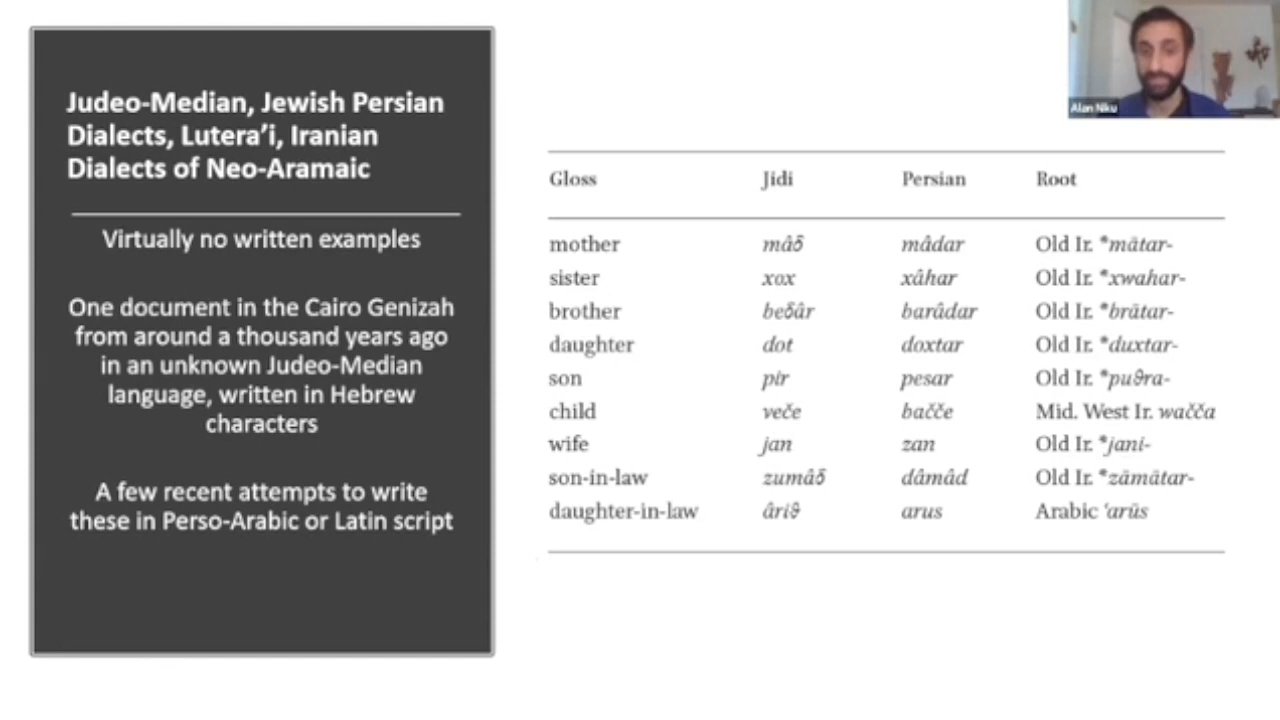 Judeo-Median, Jewish Persian
Dialects, Lutera’i, Iranian
Dialects of Neo-Aramaic
Virtually no written examples
One document in the Cairo Genizah
from around a thousand years ago
in an unknown Judeo-Median
language, written in Hebrew
characters
A few recent attempts to write
these in Perso-Arabic or Latin script
Alan Niku
Gloss Jidi Persian Root
mother mâδ mâdar Old Ir. *mātar-
sister xox xâhar Old Ir. *xwahar-
brother beδâr barâdar Old Ir. *brātar-
daughter dot doxtar Old Ir. *duxtar-
son pir pesar Old Ir. *puϑra-
child veče bačče Mid. West Ir. wačča
wife jan zan Old Ir. *jani-
son-in-law zumâδ dâmâd Old Ir. *zāmātar-
daughter-in-law âriϑ arus Arabic ‘arūs